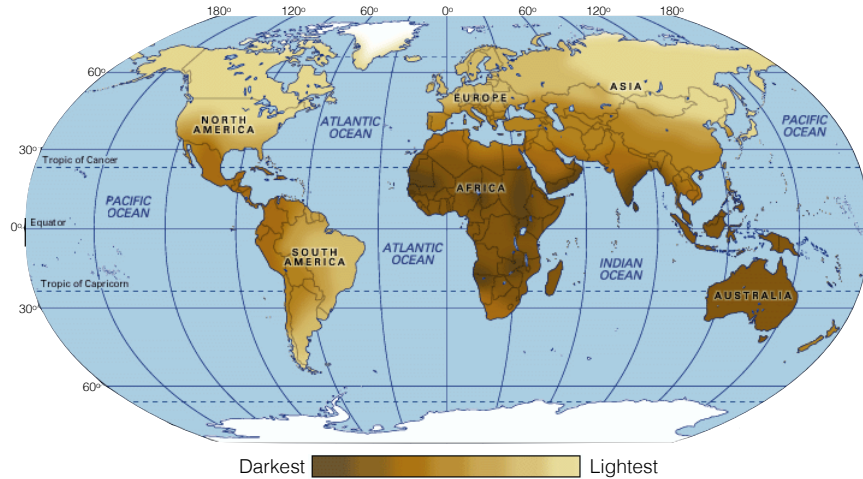 180° 120° 60° 0° 60° 120° 180°
60°
ASIA
EUROPE
NORTH
AMERICA
ATLANTIC
OCEAN
PACIFIC
OCEAN
30°
Tropic of Cancer
AFRICA
PACIFIC
OCEAN
0°
Equator
SOUTH
AMERICA
ATLANTIC
OCEAN
INDIAN
OCEAN
Tropic of Capricorn
AUSTRALIA
30°
60°
Darkest Lightest